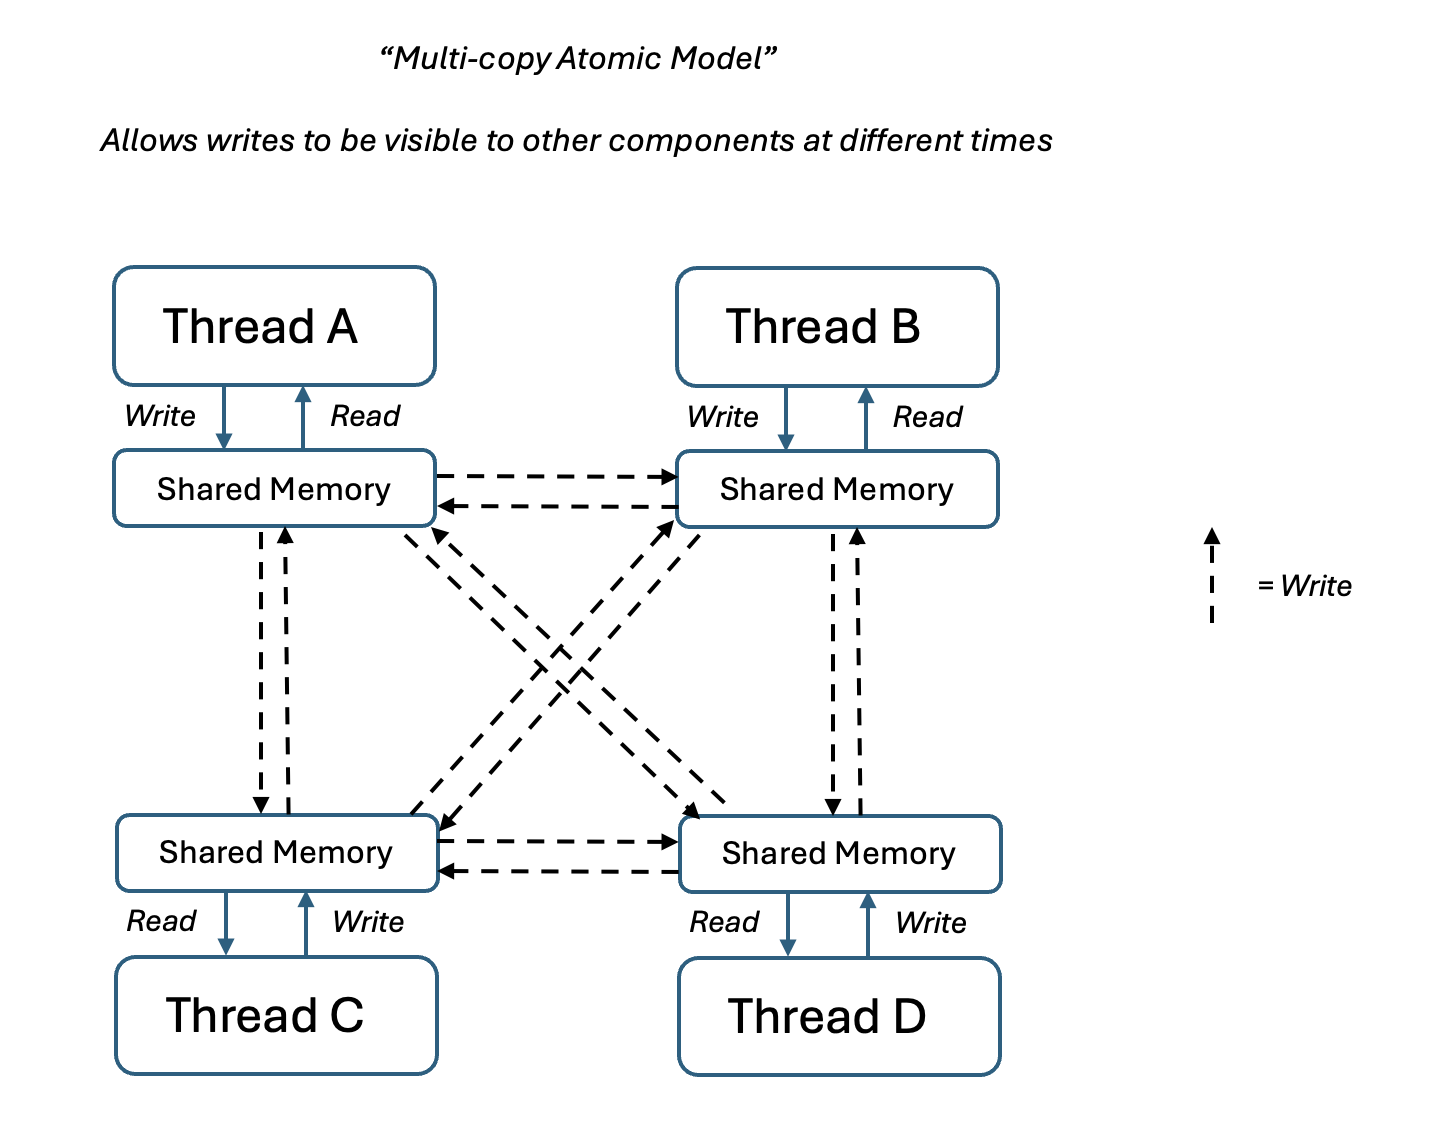 “Multi-copy Atomic Model”
Allows writes to be visible to other components at different times
Thread A
Thread B
Write
Read
Write
Read
Shared Memory
Shared Memory
= Write
Shared Memory
Shared Memory
Read
Write
Read
Write
Thread C
Thread D